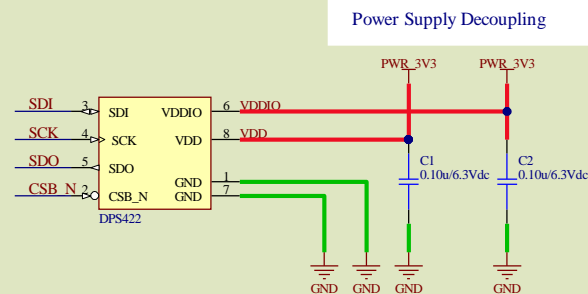 Power Supply Decoupling
PWR_3V3 PWR_3V3
SDI 3 SDI VDDIO 6 VDDIO
SCK 4 SCK VDD 8 VDD
SDO 5 SDO
GND 1
CSB_N 2 CSB_N GND 7
DPS422
C1 C2
0.10u/6.3Vdc 0.10u/6.3Vdc
GND GND GND GND